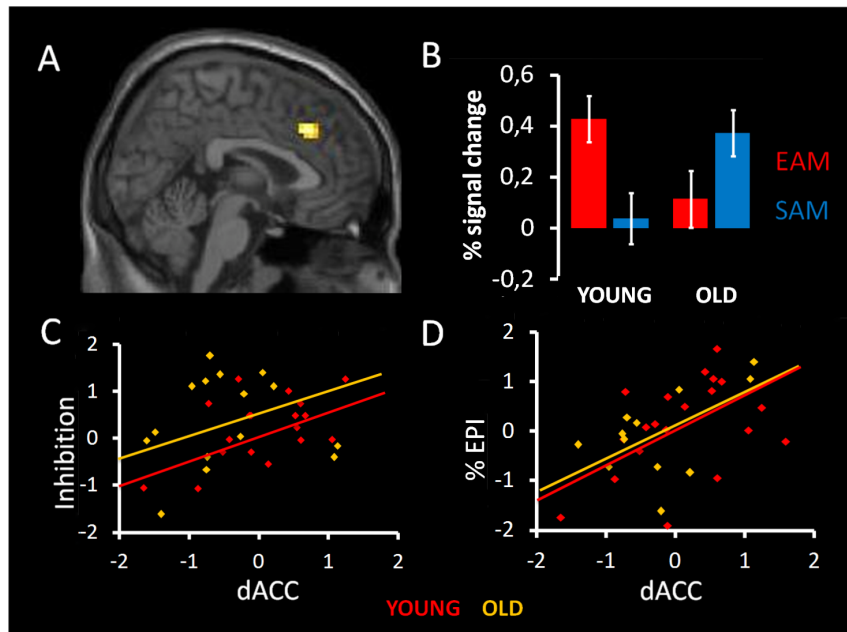 A
B
% signal change
0,6
0,4
0,2
0
-0,2
YOUNG
OLD
EAM
SAM
C
Inhibition
2
1
0
−1
−2
−2
−1
0
1
2
dACC
D
% EPI
2
1
0
-1
-2
−2
−1
0
1
2
dACC
YOUNG OLD